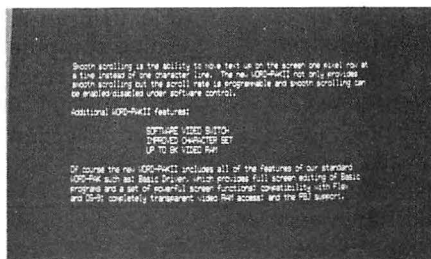 Smooth scrolling is the ability to move text up on the screen one pixel row at
a time instead of one character line. The new WORD-PAKII not only provides
smooth scrolling but the scroll rate is programmable and smooth scrolling can
be enabled/disabled under software control.
Additional WORD-PAKII features:
SOFTWARE VIDEO SWITCH
IMPROVED CHARACTER SET
UP TO 8K VIDEO RAM
Of course the new WORD-PAKII includes all of the features of our standard
WORD-PAK such as: Basic Driver, which provides full screen editing of Basic
programs and a set of powerful screen functions; compatibility with Flex
and OS-9; completely transparent video RAM access; and the PBJ support.